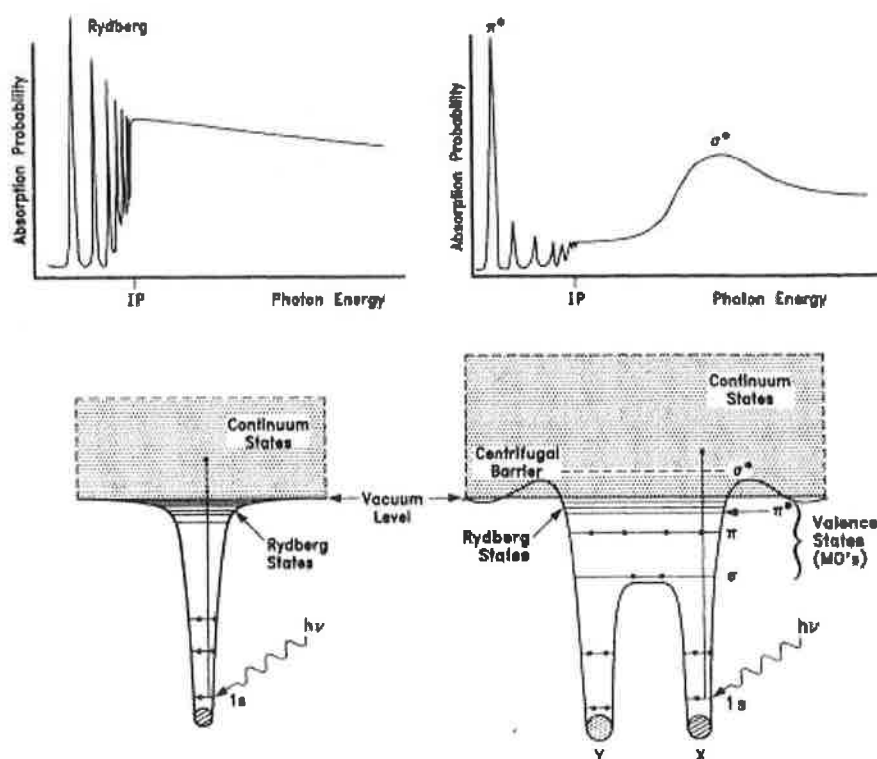 Rydberg
Absorption Probability
IP
Photon Energy
π*
σ*
Absorption Probability
IP
Photon Energy
Continuum
States
Rydberg
States
hν
1s
Vacuum
Level
Continuum
States
Centrifugal
Barrier
σ*
π*
Rydberg
States
π
Valence
States
(MO's)
σ
hν
1s
Y
X